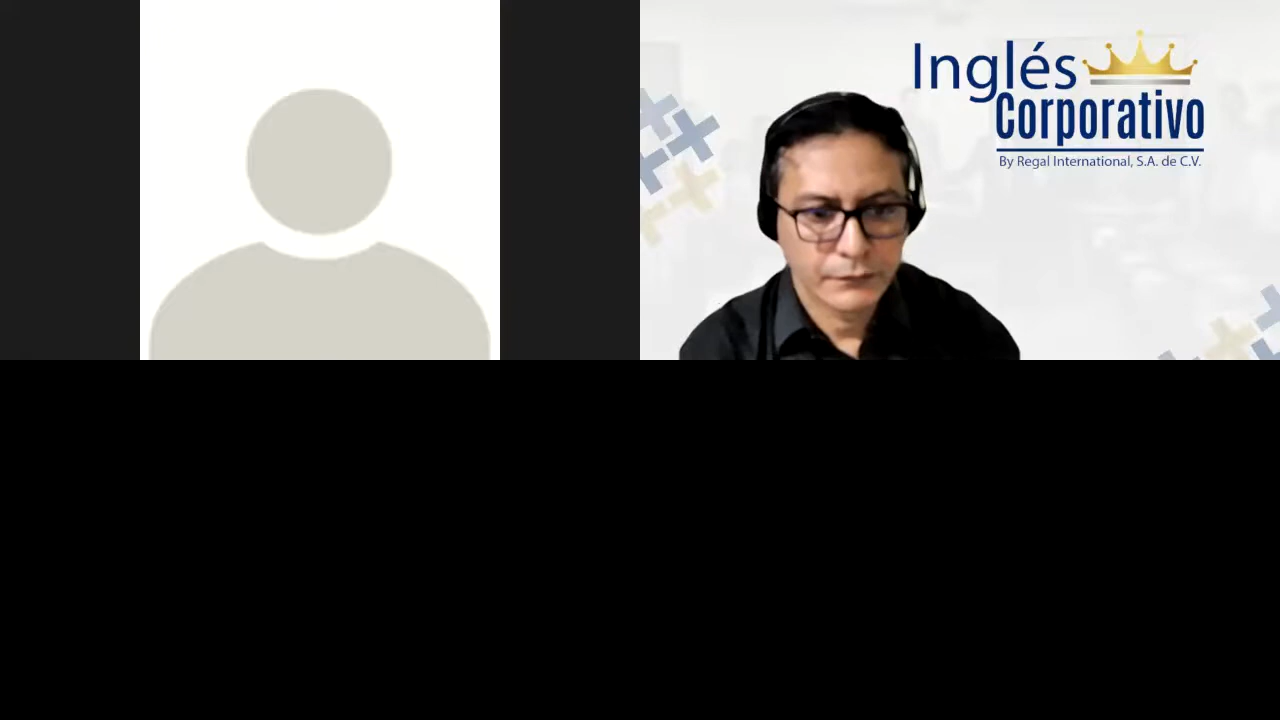 Inglés
Corporativo
By Regal International, S.A. de C.V.